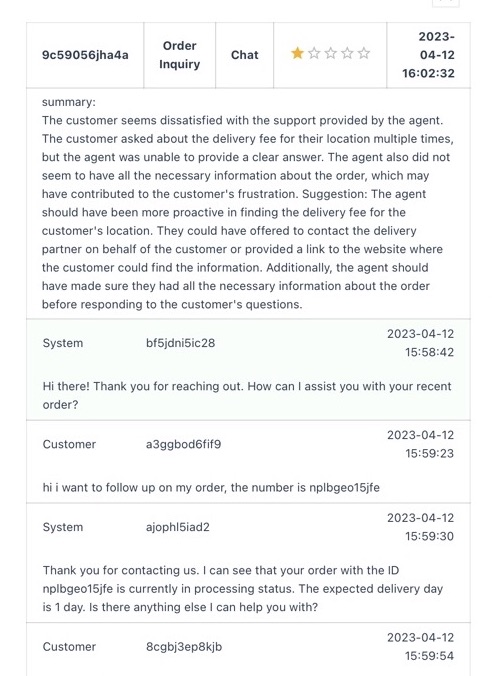 9c59056jha4a
Order
Inquiry
Chat
2023-
04-12
16:02:32
summary:
The customer seems dissatisfied with the support provided by the agent.
The customer asked about the delivery fee for their location multiple times,
but the agent was unable to provide a clear answer. The agent also did not
seem to have all the necessary information about the order, which may
have contributed to the customer's frustration. Suggestion: The agent
should have been more proactive in finding the delivery fee for the
customer's location. They could have offered to contact the delivery
partner on behalf of the customer or provided a link to the website where
the customer could find the information. Additionally, the agent should
have made sure they had all the necessary information about the order
before responding to the customer's questions.
System
bf5jdni5ic28
2023-04-12
15:58:42
Hi there! Thank you for reaching out. How can I assist you with your recent
order?
Customer
a3ggbod6fif9
2023-04-12
15:59:23
hi i want to follow up on my order, the number is nplbgeo15jfe
System
ajophl5iad2
2023-04-12
15:59:30
Thank you for contacting us. I can see that your order with the ID
nplbgeo15jfe is currently in processing status. The expected delivery day
is 1 day. Is there anything else I can help you with?
Customer
8cgbj3ep8kjb
2023-04-12
15:59:54